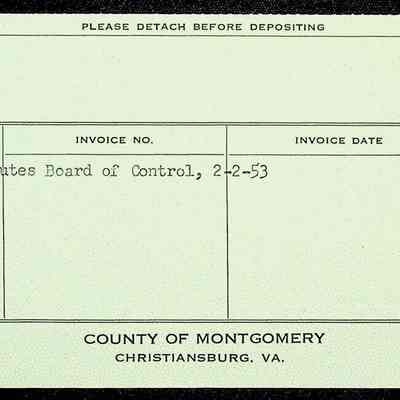 PLEASE DETACH BEFORE DEPOSITING
INVOICE NO. INVOICE DATE
utes Board of Control, 2-2-53
COUNTY OF MONTGOMERY
CHRISTIANSBURG, VA.